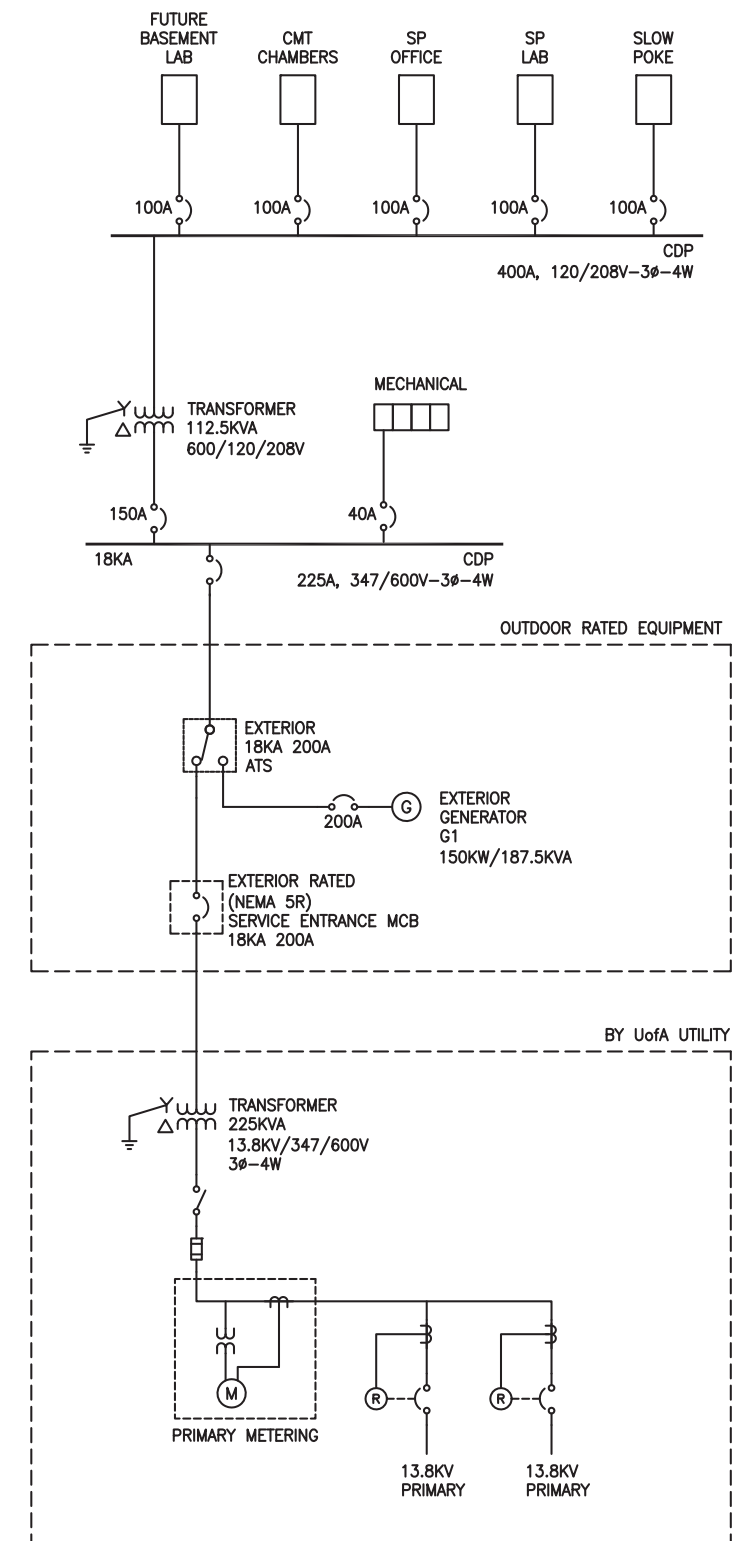 FUTURE
BASEMENT
LAB
CMT
CHAMBERS
SP
OFFICE
SP
LAB
SLOW
POKE
100A
100A
100A
100A
100A
CDP
400A, 120/208V-3ø-4W
MECHANICAL
TRANSFORMER
112.5KVA
600/120/208V
150A
40A
18KA
CDP
225A, 347/600V-3ø-4W
OUTDOOR RATED EQUIPMENT
EXTERIOR
18KA 200A
ATS
200A
G
EXTERIOR
GENERATOR
G1
150KW/187.5KVA
EXTERIOR RATED
(NEMA 5R)
SERVICE ENTRANCE MCB
18KA 200A
BY UofA UTILITY
TRANSFORMER
225KVA
13.8KV/347/600V
3ø-4W
M
R
R
PRIMARY METERING
13.8KV
PRIMARY
13.8KV
PRIMARY